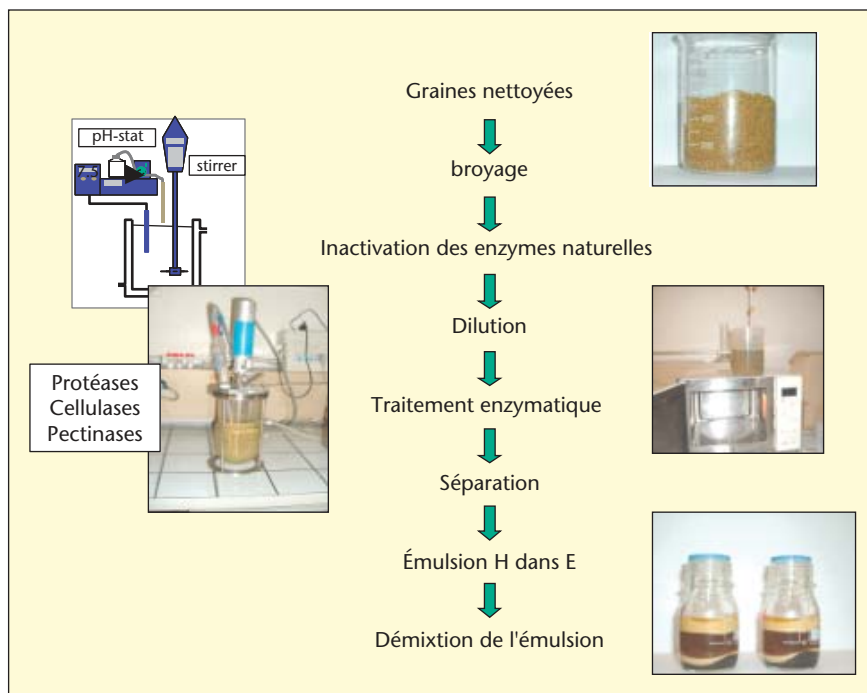 Graines nettoyées
broyage
Inactivation des enzymes naturelles
Dilution
Traitement enzymatique
Séparation
Émulsion H dans E
Démixtion de l'émulsion
pH-stat
stirrer
Protéases
Cellulases
Pectinases